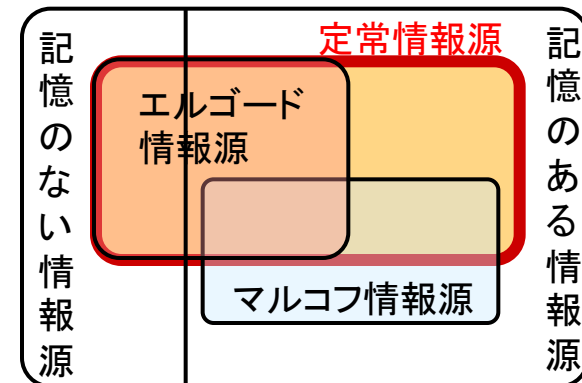 記憶のない情報源
定常情報源
エルゴード
情報源
マルコフ情報源
記憶のある情報源